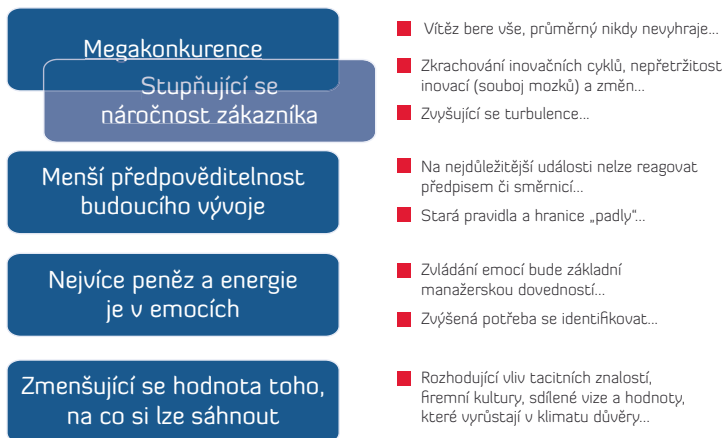 Megakonkurence
Stupňující se
náročnost zákazníka
Vítěz bere vše, průměrný nikdy nevyhraje...
Zkrachování inovačních cyklů, nepřetržitost
inovací (souboj mozků) a změn...
Zvyšující se turbulence...
Menší předpověditelnost
budoucího vývoje
Na nejdůležitější události nelze reagovat
předpisem či směrnicí...
Stará pravidla a hranice „padly“...
Nejvíce peněz a energie
je v emocích
Zvládání emocí bude základní
manažerskou dovedností...
Zvýšená potřeba se identifikovat...
Zmenšující se hodnota toho,
na co si lze sáhnout
Rozhodující vliv tacitních znalostí,
firemní kultury, sdílené vize a hodnoty,
které vyrůstají v klimatu důvěry...